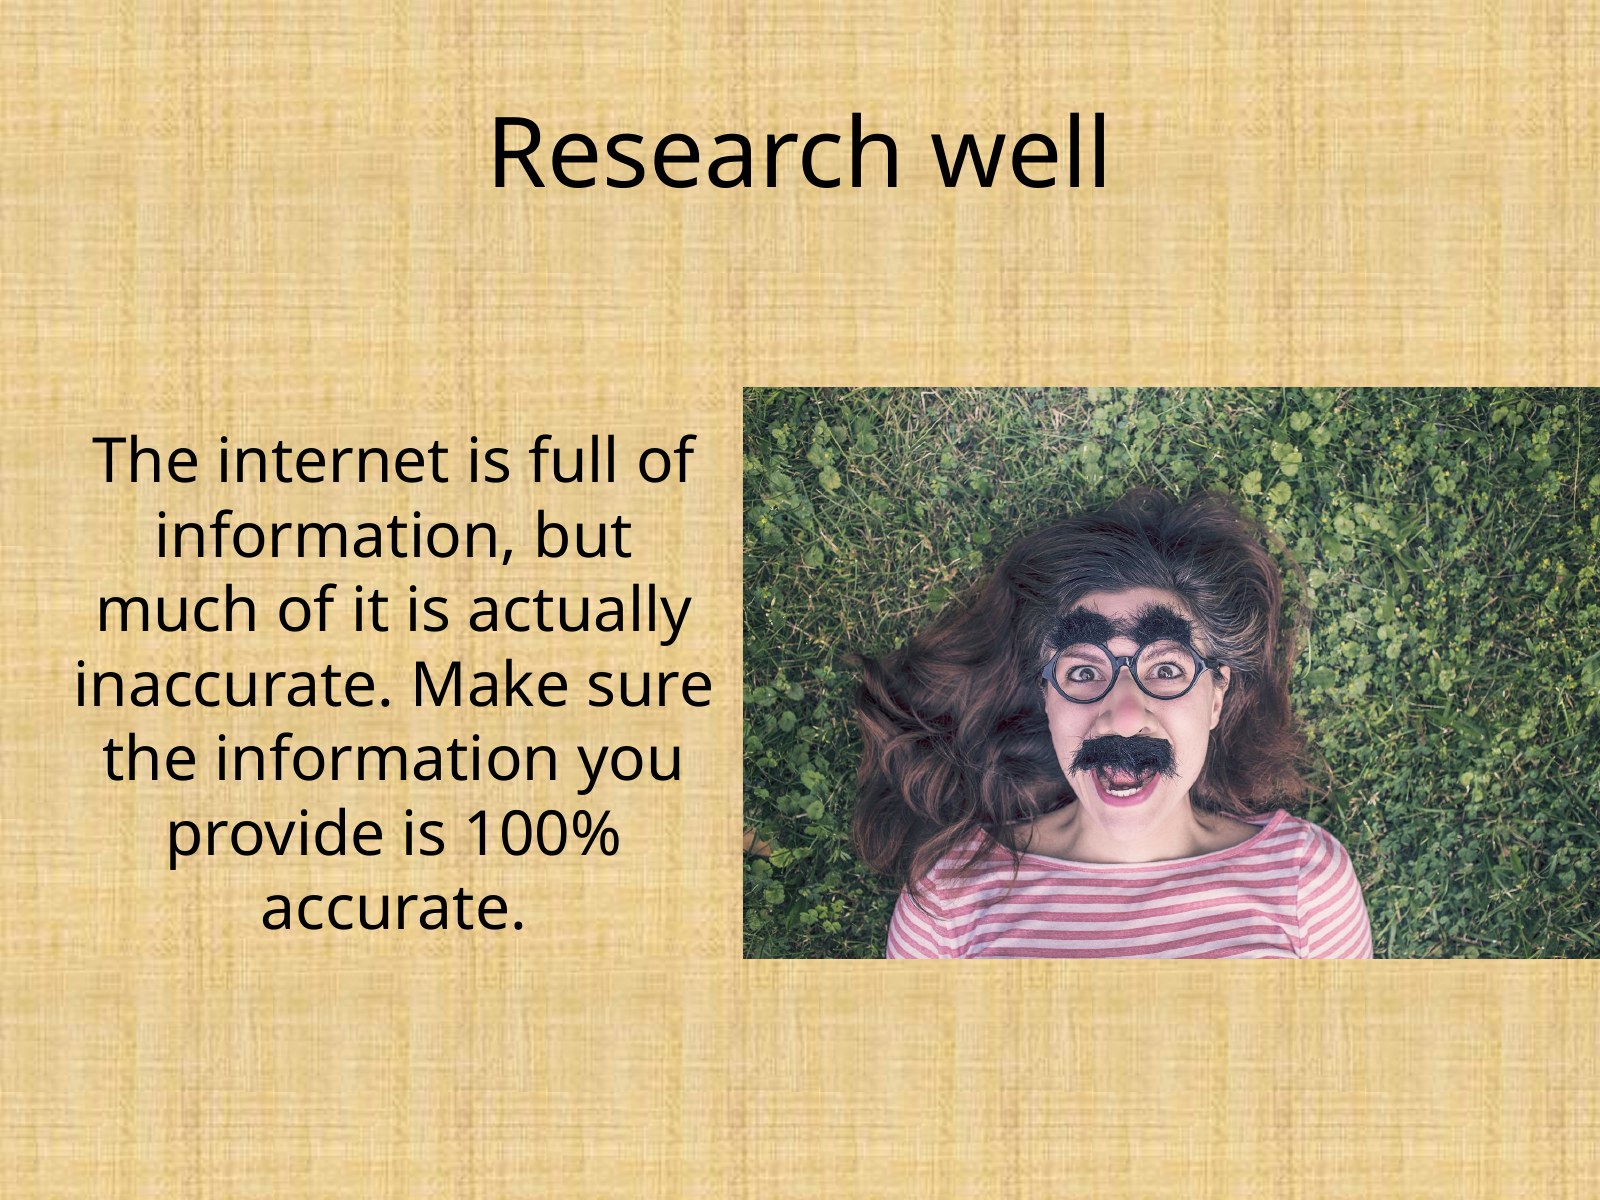 Research well
The internet is full of
information, but
much of it is actually
inaccurate. Make sure
the information you
provide is 100%
accurate.